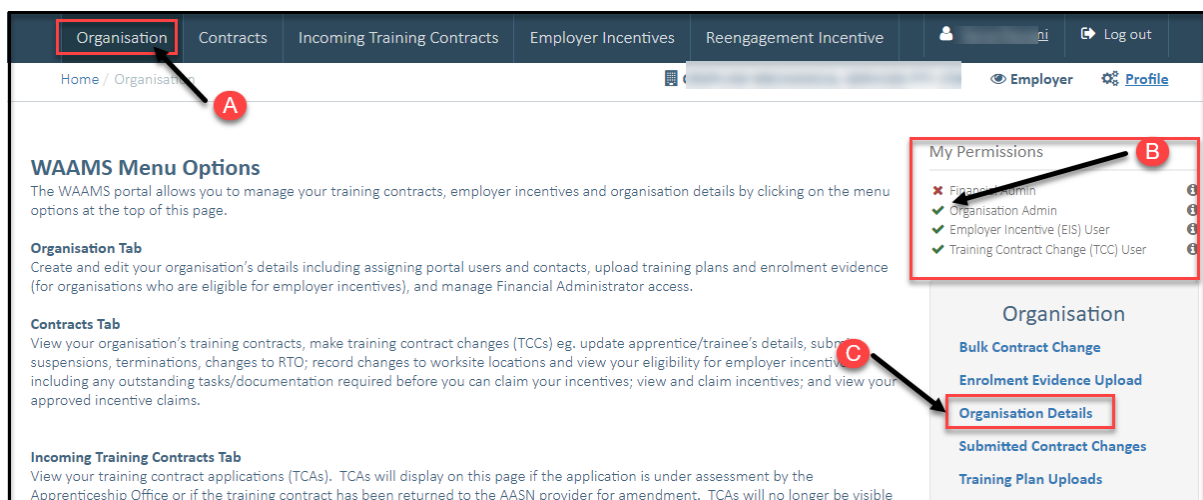 Organisation Contracts Incoming Training Contracts Employer Incentives Reengagement Incentive Log out
Home / Organisation Employer Profile
A
WAAMS Menu Options
The WAAMS portal allows you to manage your training contracts, employer incentives and organisation details by clicking on the menu
options at the top of this page.
Organisation Tab
Create and edit your organisation's details including assigning portal users and contacts, upload training plans and enrolment evidence
(for organisations who are eligible for employer incentives), and manage Financial Administrator access.
Contracts Tab
View your organisation's training contracts, make training contract changes (TCCs) eg. update apprentice/trainee's details, submit
suspensions, terminations, changes to RTO; record changes to worksite locations and view your eligibility for employer incentives
including any outstanding tasks/documentation required before you can claim your incentives; view and claim incentives; and view your
approved incentive claims.
Incoming Training Contracts Tab
View your training contract applications (TCAs). TCAs will display on this page if the application is under assessment by the
Apprenticeship Office or if the training contract has been returned to the AASN provider for amendment. TCAs will no longer be visible
My Permissions
B
Financial Admin
Organisation Admin
Employer Incentive (EIS) User
Training Contract Change (TCC) User
Organisation
Bulk Contract Change
Enrolment Evidence Upload
C
Organisation Details
Submitted Contract Changes
Training Plan Uploads